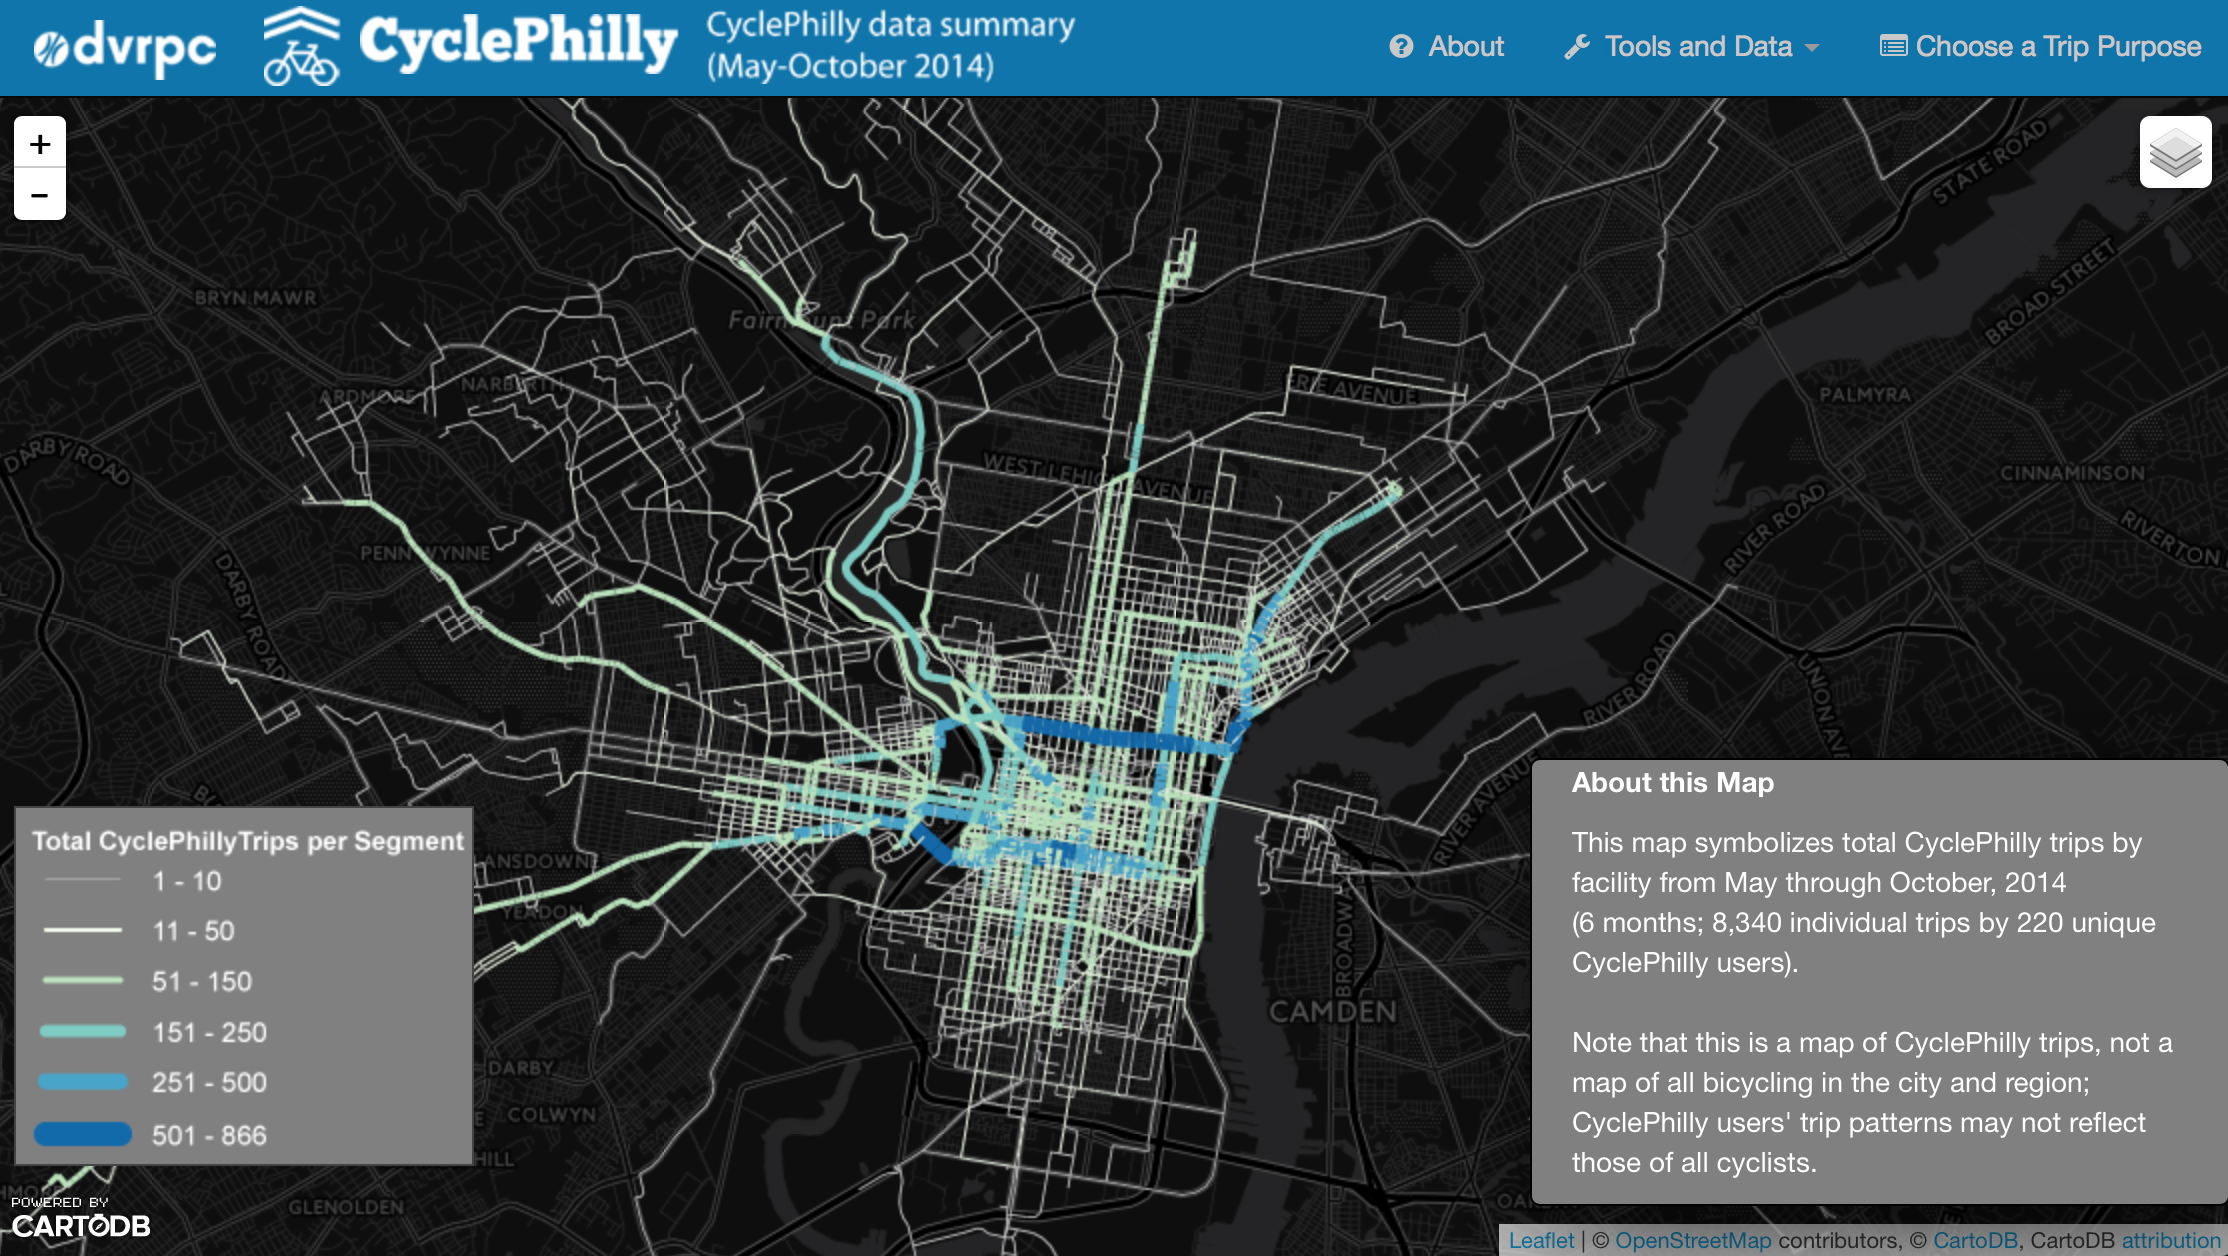 dvrpc
CyclePhilly
CyclePhilly data summary
(May-October 2014)
About
Tools and Data
Choose a Trip Purpose
+
−
STATE ROAD
BROAD STREET
BRYN MAWR
Fairmount Park
ARDMORE
NARBERTH
ERIE AVENUE
PALMYRA
DARBY ROAD
WEST LEHIGH AVENUE
CINNAMINSON
RIVER ROAD
RIVERTON
PENN WYNNE
DARBY ROAD
RIVER ROAD
UNION AVE
RIVER AVENUE
LANSDOWNE
YEADON
BROADWAY
CAMDEN
DARBY
COLWYN
HILL
GLENOLDEN
Total CyclePhillyTrips per Segment
1 - 10
11 - 50
51 - 150
151 - 250
251 - 500
501 - 866
POWERED BY
CARTODB
About this Map
This map symbolizes total CyclePhilly trips by
facility from May through October, 2014
(6 months; 8,340 individual trips by 220 unique
CyclePhilly users).
Note that this is a map of CyclePhilly trips, not a
map of all bicycling in the city and region;
CyclePhilly users' trip patterns may not reflect
those of all cyclists.
Leaflet | © OpenStreetMap contributors, © CartoDB, CartoDB attribution